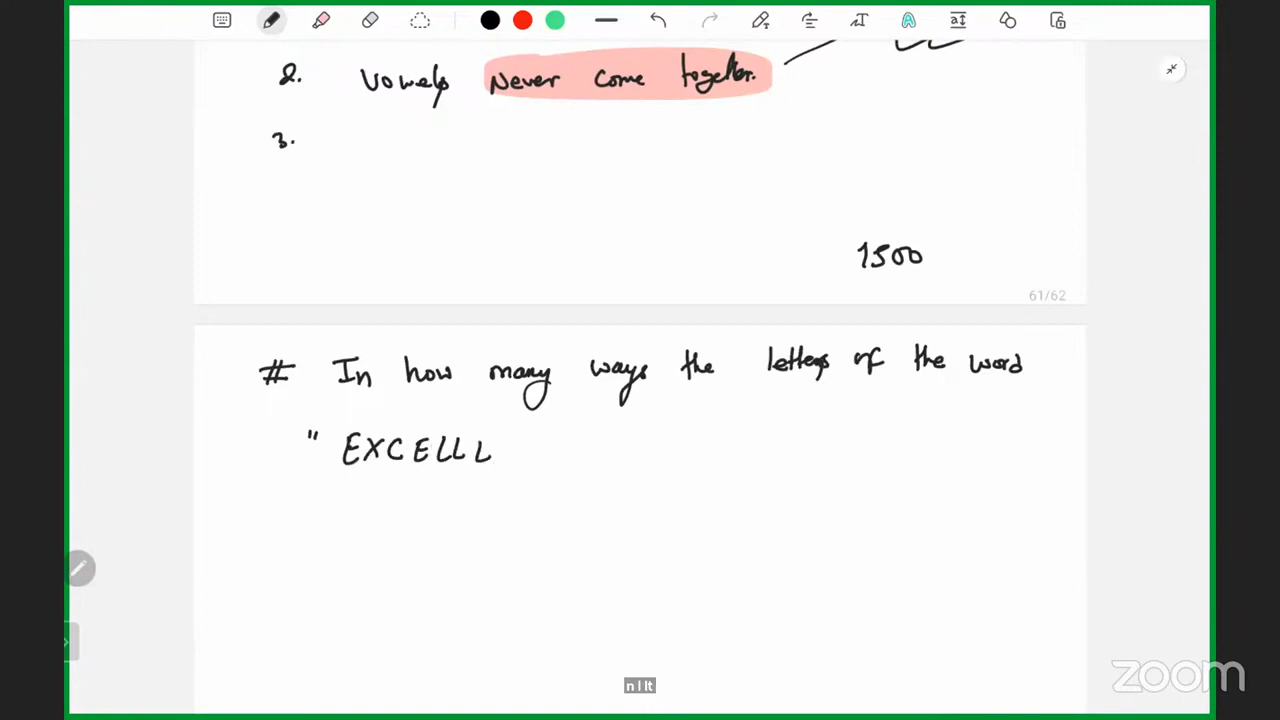 2. Vowels Never come together.
3.
1500
61/62
# In how many ways the letters of the word
" EXCELLL
n l lt
zoom